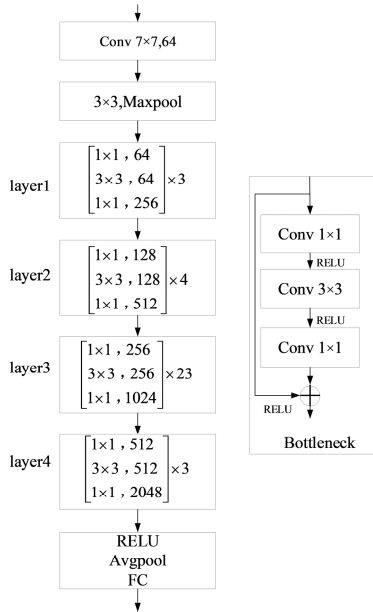 Conv 7×7,64
3×3,Maxpool
layer1
1×1 , 64
3×3 , 64
1×1 , 256
×3
layer2
1×1 , 128
3×3 , 128
1×1 , 512
×4
layer3
1×1 , 256
3×3 , 256
1×1 , 1024
×23
layer4
1×1 , 512
3×3 , 512
1×1 , 2048
×3
RELU
Avgpool
FC
Conv 1×1
RELU
Conv 3×3
RELU
Conv 1×1
RELU
Bottleneck